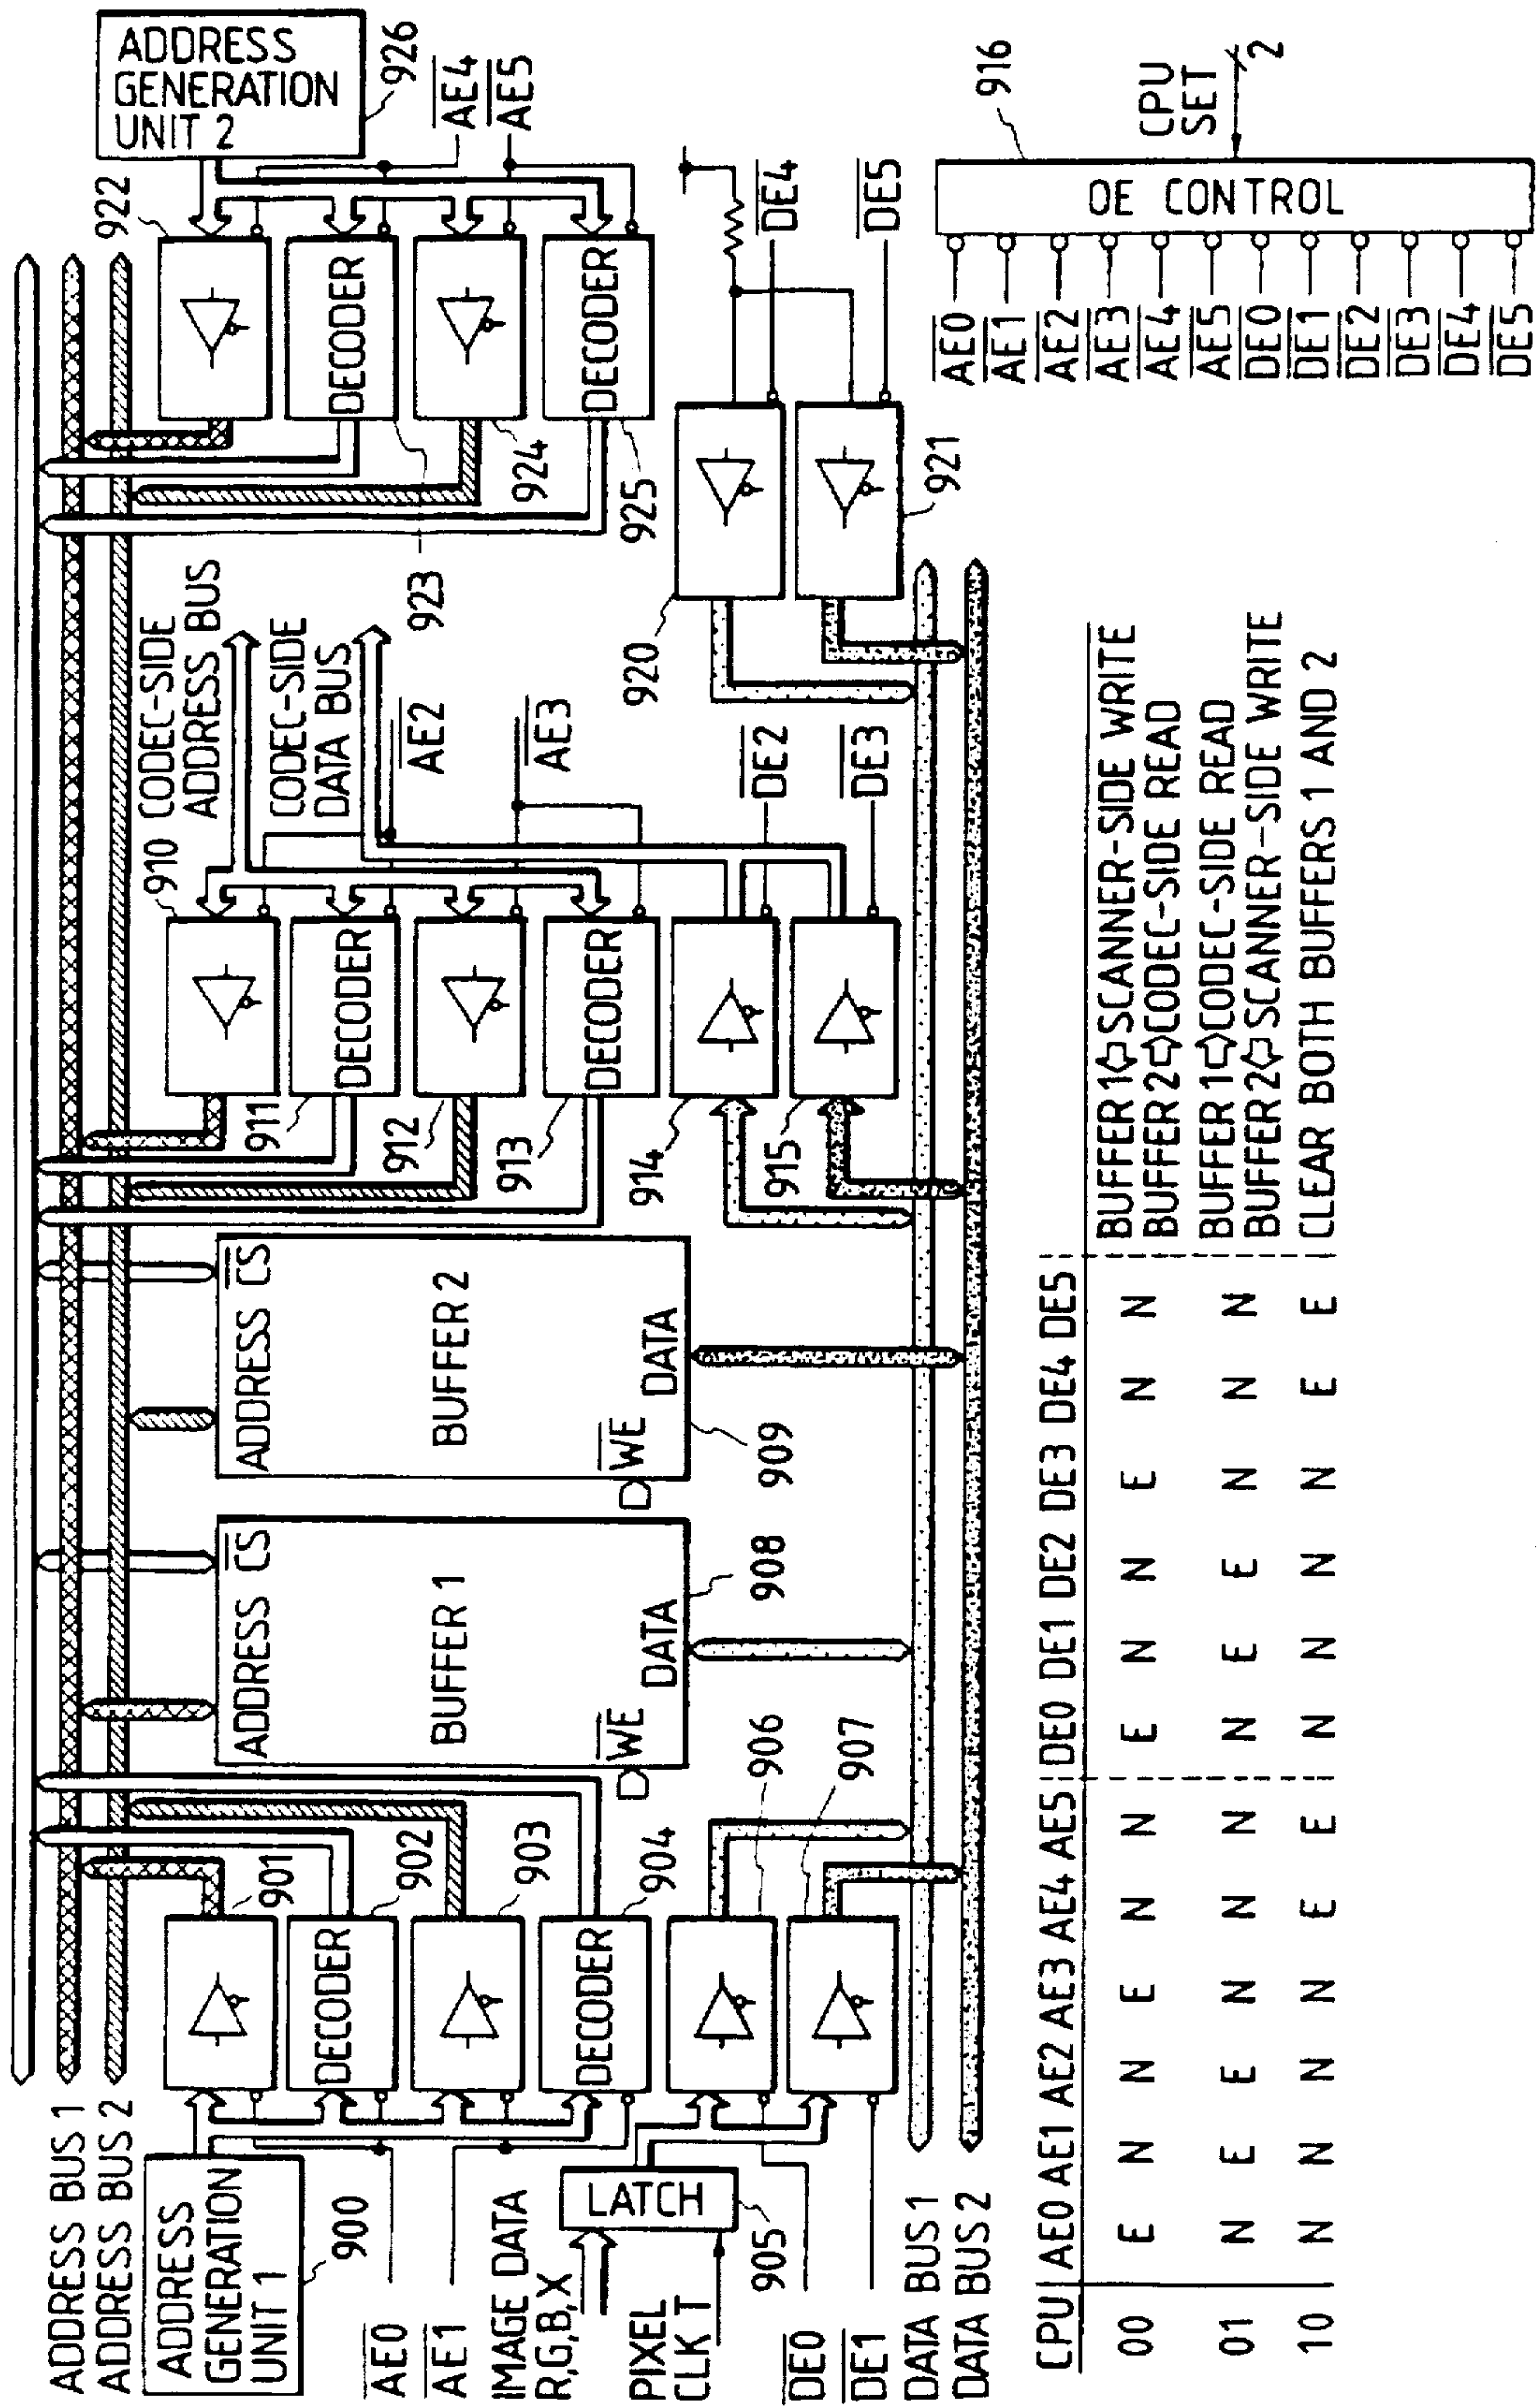 ADDRESS BUS 1
ADDRESS BUS 2
ADDRESS
GENERATION
UNIT 1
900
AE0
AE1
IMAGE DATA
R,G,B,X
PIXEL
CLK T
LATCH
905
DE0
DE1
DATA BUS 1
DATA BUS 2
901
DECODER
902
903
DECODER
904
906
907
ADDRESS CS
BUFFER 1
WE
DATA
908
ADDRESS CS
BUFFER 2
WE
DATA
909
910
CODEC-SIDE
ADDRESS BUS
CODEC-SIDE
DATA BUS
DECODER
911
912
DECODER
913
914
915
AE2
AE3
DE2
DE3
922
ADDRESS
GENERATION
UNIT 2
926
AE4
AE5
DECODER
923
924
DECODER
925
920
921
DE4
DE5
916
OE CONTROL
CPU
SET
2
AE0
AE1
AE2
AE3
AE4
AE5
DE0
DE1
DE2
DE3
DE4
DE5
CPU AE0 AE1 AE2 AE3 AE4 AE5 DE0 DE1 DE2 DE3 DE4 DE5
00 E N N E N N E N N E N N BUFFER 1⇦SCANNER-SIDE WRITE
BUFFER 2⇨CODEC-SIDE READ
01 N E E N N N N E E N N N BUFFER 1⇨CODEC-SIDE READ
BUFFER 2⇦SCANNER-SIDE WRITE
10 N N N N E E N N N N E E CLEAR BOTH BUFFERS 1 AND 2